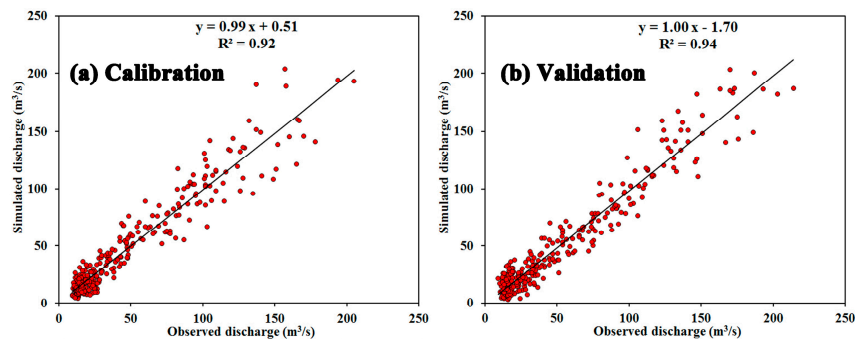 250
200
150
100
50
0
Simulated discharge (m³/s)
y = 0.99 x + 0.51
R² = 0.92
(a) Calibration
0
50
100
150
200
250
Observed discharge (m³/s)
250
200
150
100
50
0
Simulated discharge (m³/s)
y = 1.00 x - 1.70
R² = 0.94
(b) Validation
0
50
100
150
200
250
Observed discharge (m³/s)